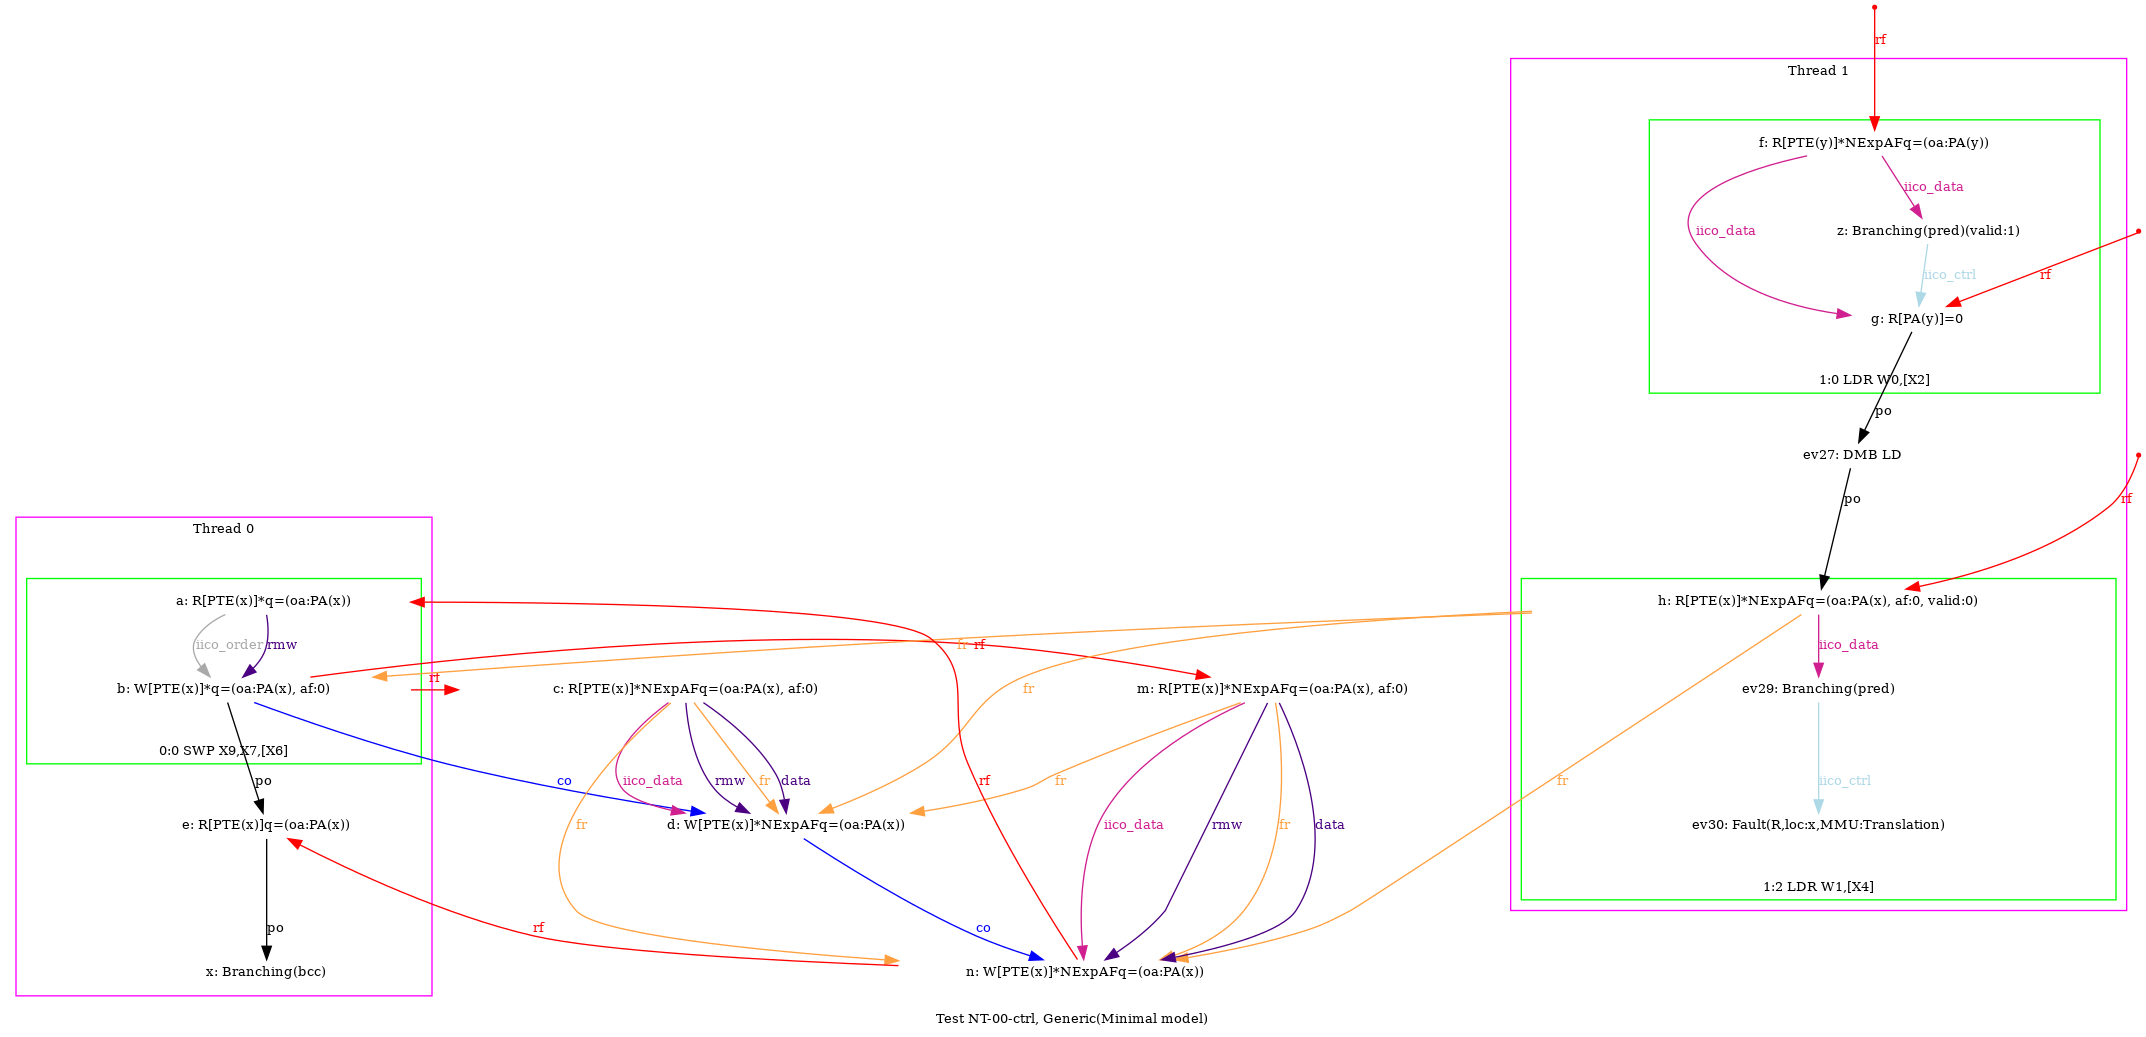 rf
Thread 1
f: R[PTE(y)]*NExpAFq=(oa:PA(y))
iico_data
iico_data
z: Branching(pred)(valid:1)
iico_ctrl
rf
g: R[PA(y)]=0
1:0 LDR W0,[X2]
po
ev27: DMB LD
po
rf
Thread 0
a: R[PTE(x)]*q=(oa:PA(x))
h: R[PTE(x)]*NExpAFq=(oa:PA(x), af:0, valid:0)
iico_order
rmw
fr
rf
iico_data
rf
b: W[PTE(x)]*q=(oa:PA(x), af:0)
c: R[PTE(x)]*NExpAFq=(oa:PA(x), af:0)
fr
m: R[PTE(x)]*NExpAFq=(oa:PA(x), af:0)
ev29: Branching(pred)
0:0 SWP X9,X7,[X6]
po
co
iico_data
rmw
fr
data
rf
fr
fr
iico_ctrl
e: R[PTE(x)]q=(oa:PA(x))
fr
d: W[PTE(x)]*NExpAFq=(oa:PA(x))
iico_data
rmw
fr
data
ev30: Fault(R,loc:x,MMU:Translation)
1:2 LDR W1,[X4]
po
rf
co
x: Branching(bcc)
n: W[PTE(x)]*NExpAFq=(oa:PA(x))
Test NT-00-ctrl, Generic(Minimal model)